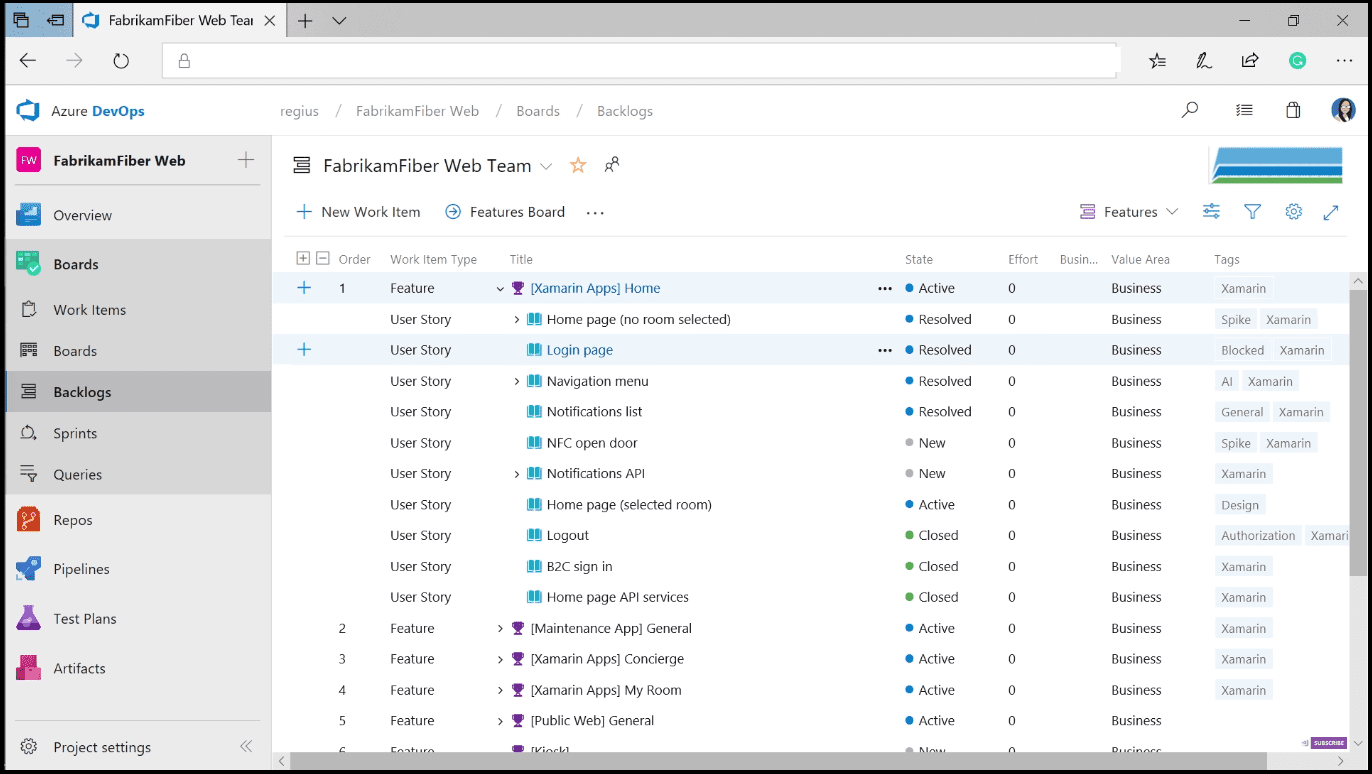 FabrikamFiber Web Tear
Azure DevOps
regius / FabrikamFiber Web / Boards / Backlogs
FW FabrikamFiber Web
Overview
Boards
Work Items
Boards
Backlogs
Sprints
Queries
Repos
Pipelines
Test Plans
Artifacts
Project settings
FabrikamFiber Web Team
New Work Item Features Board ... Features
Order Work Item Type Title State Effort Busin... Value Area Tags
1 Feature [Xamarin Apps] Home ... Active 0 Business Xamarin
User Story Home page (no room selected) Resolved 0 Business Spike Xamarin
User Story Login page ... Resolved 0 Business Blocked Xamarin
User Story Navigation menu Resolved 0 Business AI Xamarin
User Story Notifications list Resolved 0 Business General Xamarin
User Story NFC open door New 0 Business Spike Xamarin
User Story Notifications API New 0 Business Xamarin
User Story Home page (selected room) Active 0 Business Design
User Story Logout Closed 0 Business Authorization Xamari
User Story B2C sign in Closed 0 Business Xamarin
User Story Home page API services Closed 0 Business Xamarin
2 Feature [Maintenance App] General Active 0 Business Xamarin
3 Feature [Xamarin Apps] Concierge Active 0 Business Xamarin
4 Feature [Xamarin Apps] My Room Active 0 Business Xamarin
5 Feature [Public Web] General Active 0 Business
6 Feature [Kiosk] New 0 Business
SUBSCRIBE